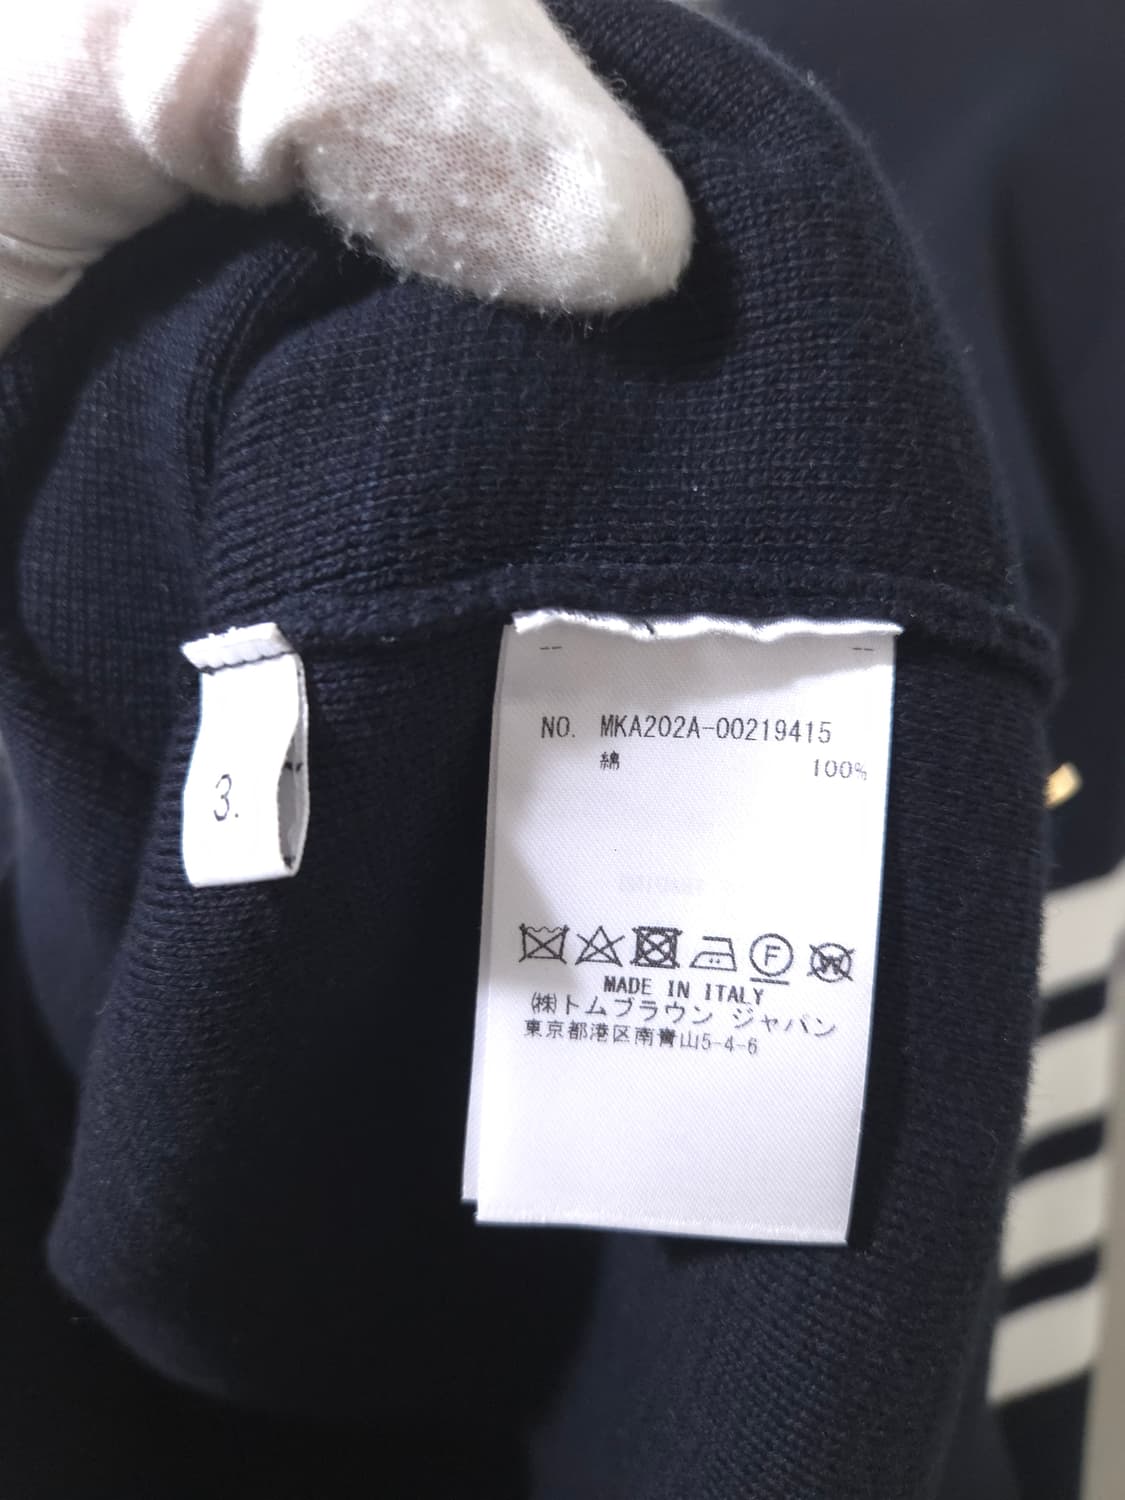 3.
NO. MKA202A-00219415
綿 100%
F
W
MADE IN ITALY
㈱トムブラウン ジャパン
東京都港区南青山5-4-6